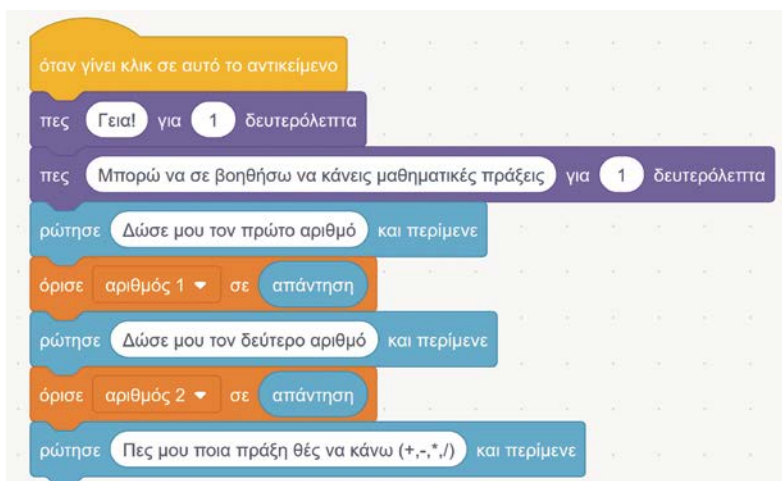 όταν γίνει κλικ σε αυτό το αντικείμενο
πες Γεια! για 1 δευτερόλεπτα
πες Μπορώ να σε βοηθήσω να κάνεις μαθηματικές πράξεις για 1 δευτερόλεπτα
ρώτησε Δώσε μου τον πρώτο αριθμό και περίμενε
όρισε αριθμός 1 σε απάντηση
ρώτησε Δώσε μου τον δεύτερο αριθμό και περίμενε
όρισε αριθμός 2 σε απάντηση
ρώτησε Πες μου ποια πράξη θές να κάνω (+,-,*,/) και περίμενε